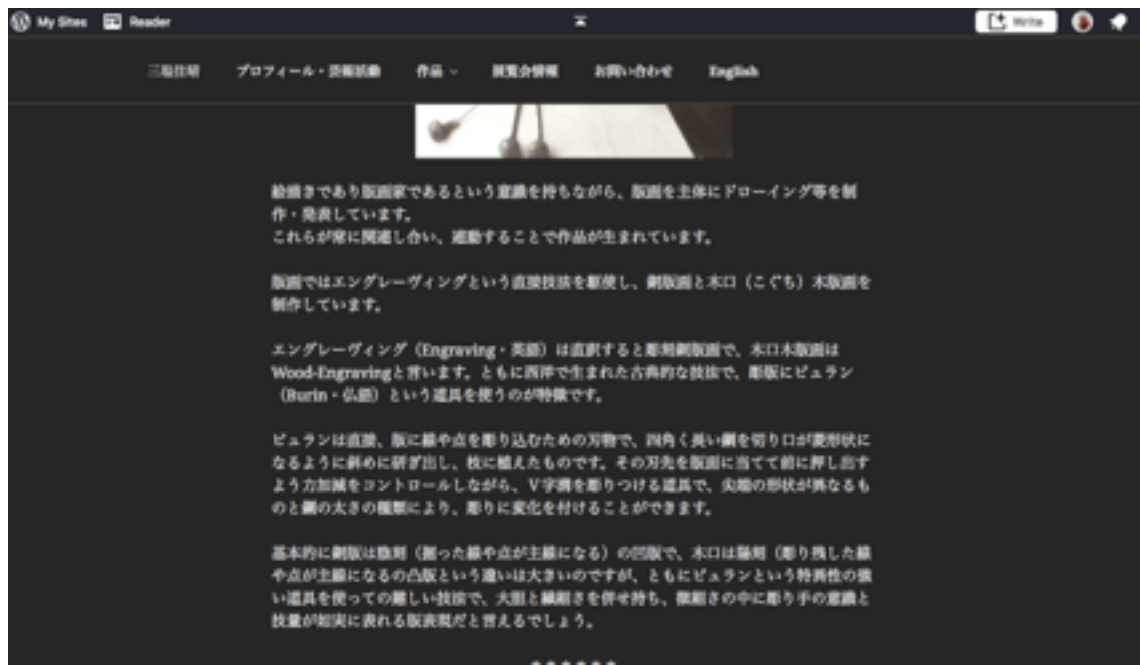 My Sites Reader Write
三塩佳晴 プロフィール・芸術活動 作品 展覧会情報 お問い合わせ English
絵描きであり版画家であるという意識を持ちながら、版画を主体にドローイング等を制
作・発表しています。
これらが常に関連し合い、連動することで作品が生まれています。
版画ではエングレーヴィングという直接技法を駆使し、銅版画と木口（こぐち）木版画を
制作しています。
エングレーヴィング（Engraving・英語）は直訳すると彫刻銅版画で、木口木版画は
Wood-Engravingと言います。ともに西洋で生まれた古典的な技法で、彫版にビュラン
（Burin・仏語）という道具を使うのが特徴です。
ビュランは直接、版に線や点を彫り込むための刃物で、四角く長い鋼を切り口が菱形状に
なるように斜めに研ぎ出し、柄に植えたものです。その刃先を版面に当てて前に押し出す
よう力加減をコントロールしながら、V字溝を彫りつける道具で、尖端の形状が異なるも
のと鋼の太さの種類により、彫りに変化を付けることができます。
基本的に銅版は陰刻（掘った線や点が主線になる）の凹版で、木口は陽刻（彫り残した線
や点が主線になるの凸版という違いは大きいのですが、ともにビュランという特異性の強
い道具を使っての難しい技法で、大胆と繊細さを併せ持ち、微細さの中に彫り手の意識と
技量が如実に表れる版表現だと言えるでしょう。